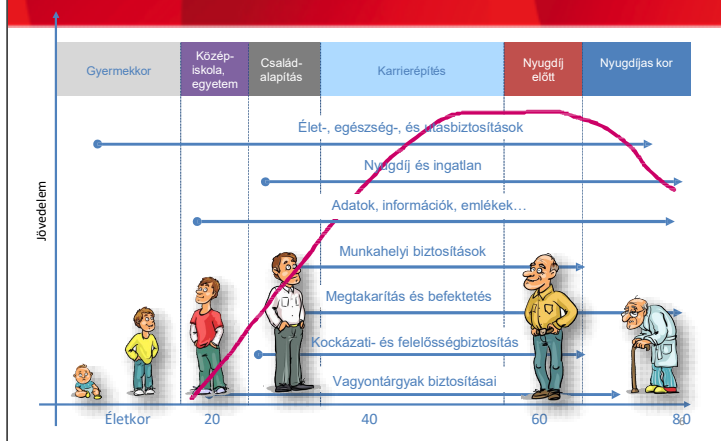 Gyermekkor
Közép-
iskola,
egyetem
Család-
alapítás
Karrierépítés
Nyugdíj
előtt
Nyugdíjas kor
Élet-, egészség-, és utasbiztosítások
Nyugdíj és ingatlan
Adatok, információk, emlékek…
Munkahelyi biztosítások
Megtakarítás és befektetés
Kockázati- és felelősségbiztosítás
Vagyontárgyak biztosításai
Jövedelem
Életkor 20 40 60 80